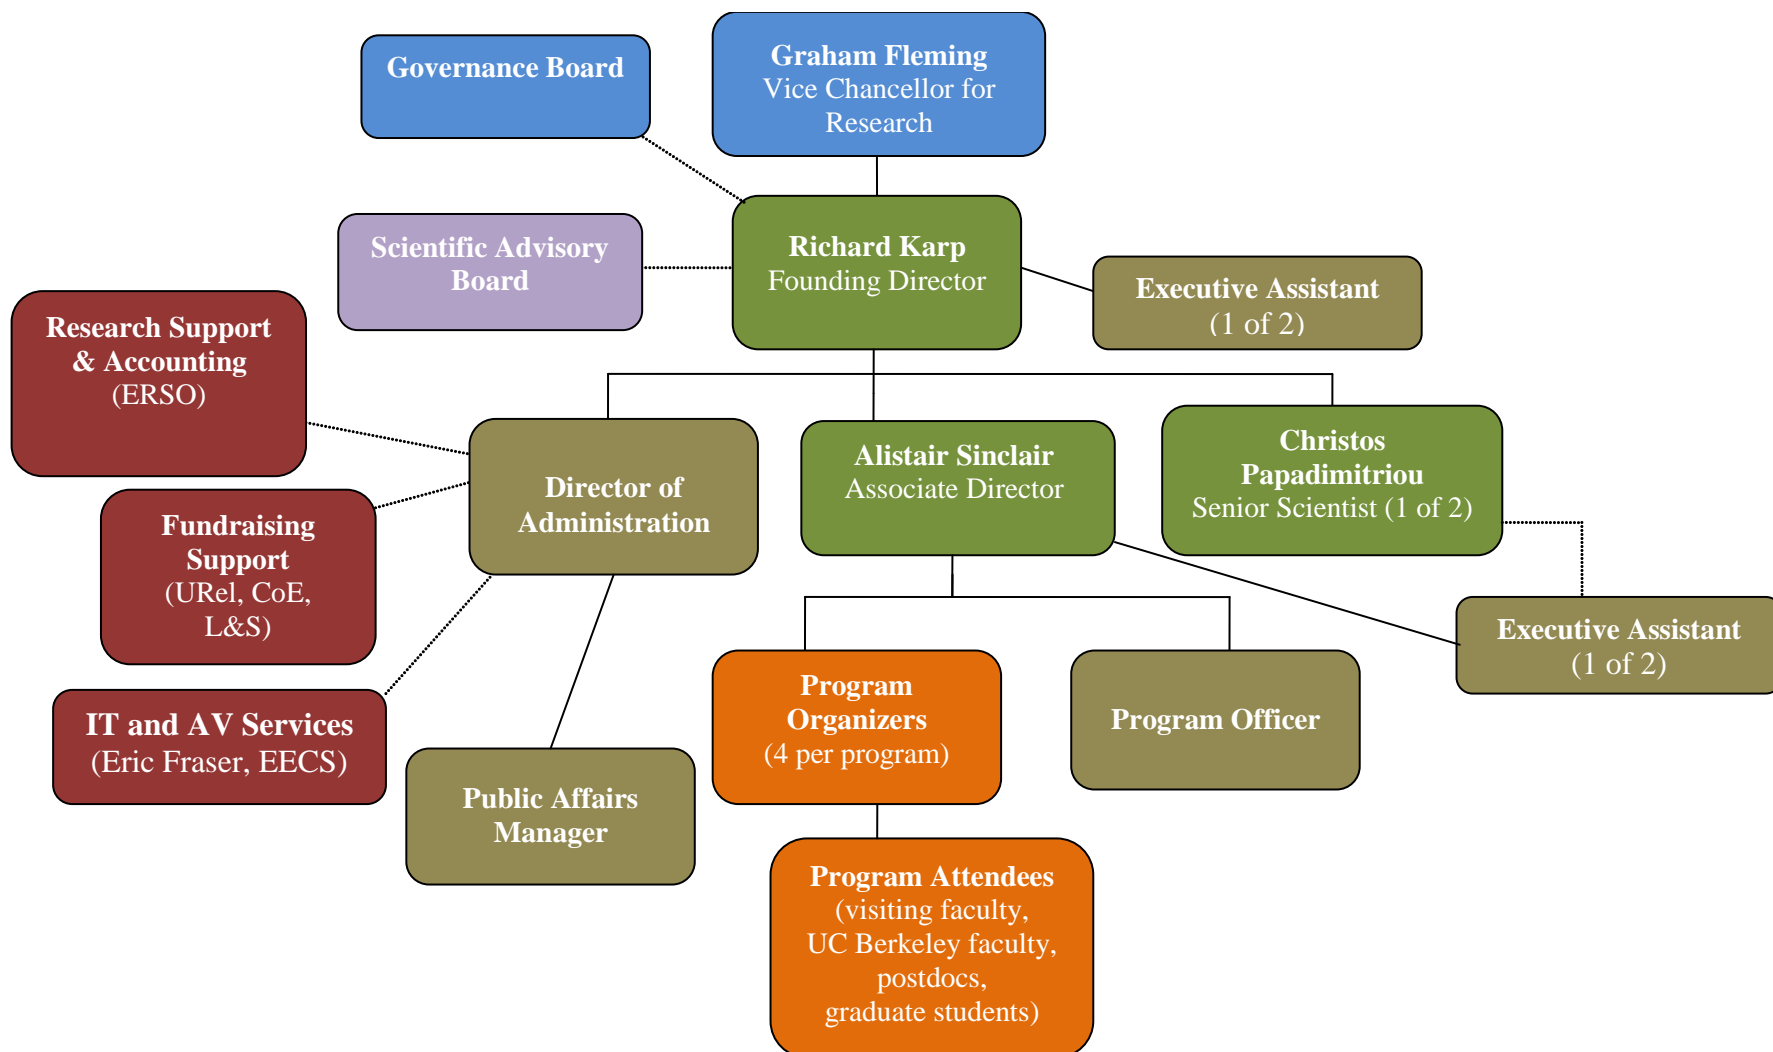 Governance Board
Graham Fleming
Vice Chancellor for
Research
Scientific Advisory
Board
Richard Karp
Founding Director
Executive Assistant
(1 of 2)
Research Support
& Accounting
(ERSO)
Director of
Administration
Alistair Sinclair
Associate Director
Christos
Papadimitriou
Senior Scientist (1 of 2)
Fundraising
Support
(URel, CoE,
L&S)
Executive Assistant
(1 of 2)
IT and AV Services
(Eric Fraser, EECS)
Program
Organizers
(4 per program)
Program Officer
Public Affairs
Manager
Program Attendees
(visiting faculty,
UC Berkeley faculty,
postdocs,
graduate students)